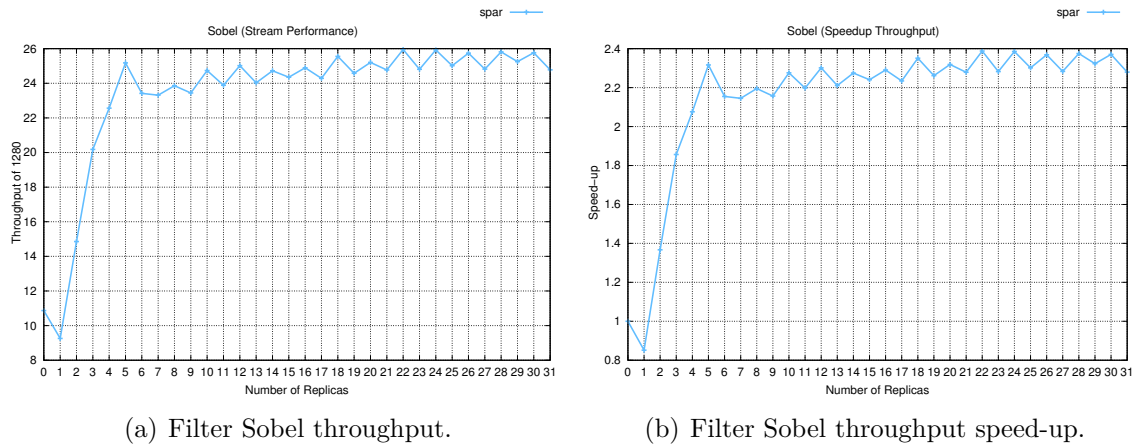 spar
Sobel (Stream Performance)
26
24
22
20
18
16
14
12
10
8
Throughput of 1280
0 1 2 3 4 5 6 7 8 9 10 11 12 13 14 15 16 17 18 19 20 21 22 23 24 25 26 27 28 29 30 31
Number of Replicas
(a) Filter Sobel throughput.
spar
Sobel (Speedup Throughput)
2.4
2.2
2
1.8
1.6
1.4
1.2
1
0.8
Speed-up
0 1 2 3 4 5 6 7 8 9 10 11 12 13 14 15 16 17 18 19 20 21 22 23 24 25 26 27 28 29 30 31
Number of Replicas
(b) Filter Sobel throughput speed-up.